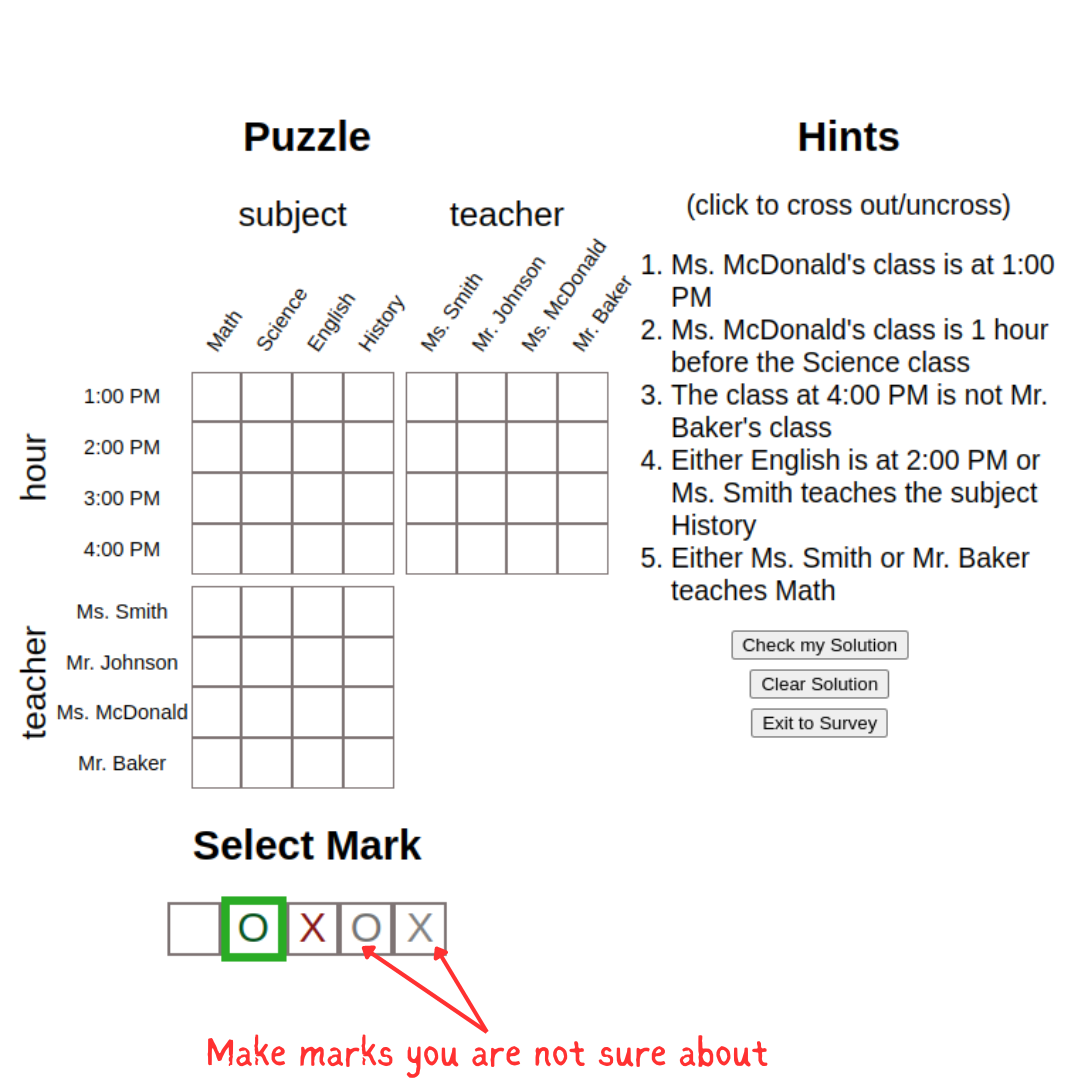 Puzzle
Hints
subject
teacher
(click to cross out/uncross)
Math
Science
English
History
Ms. Smith
Mr. Johnson
Ms. McDonald
Mr. Baker
hour
1:00 PM
2:00 PM
3:00 PM
4:00 PM
teacher
Ms. Smith
Mr. Johnson
Ms. McDonald
Mr. Baker
1. Ms. McDonald's class is at 1:00
PM
2. Ms. McDonald's class is 1 hour
before the Science class
3. The class at 4:00 PM is not Mr.
Baker's class
4. Either English is at 2:00 PM or
Ms. Smith teaches the subject
History
5. Either Ms. Smith or Mr. Baker
teaches Math
Check my Solution
Clear Solution
Exit to Survey
Select Mark
O X O X
Make marks you are not sure about